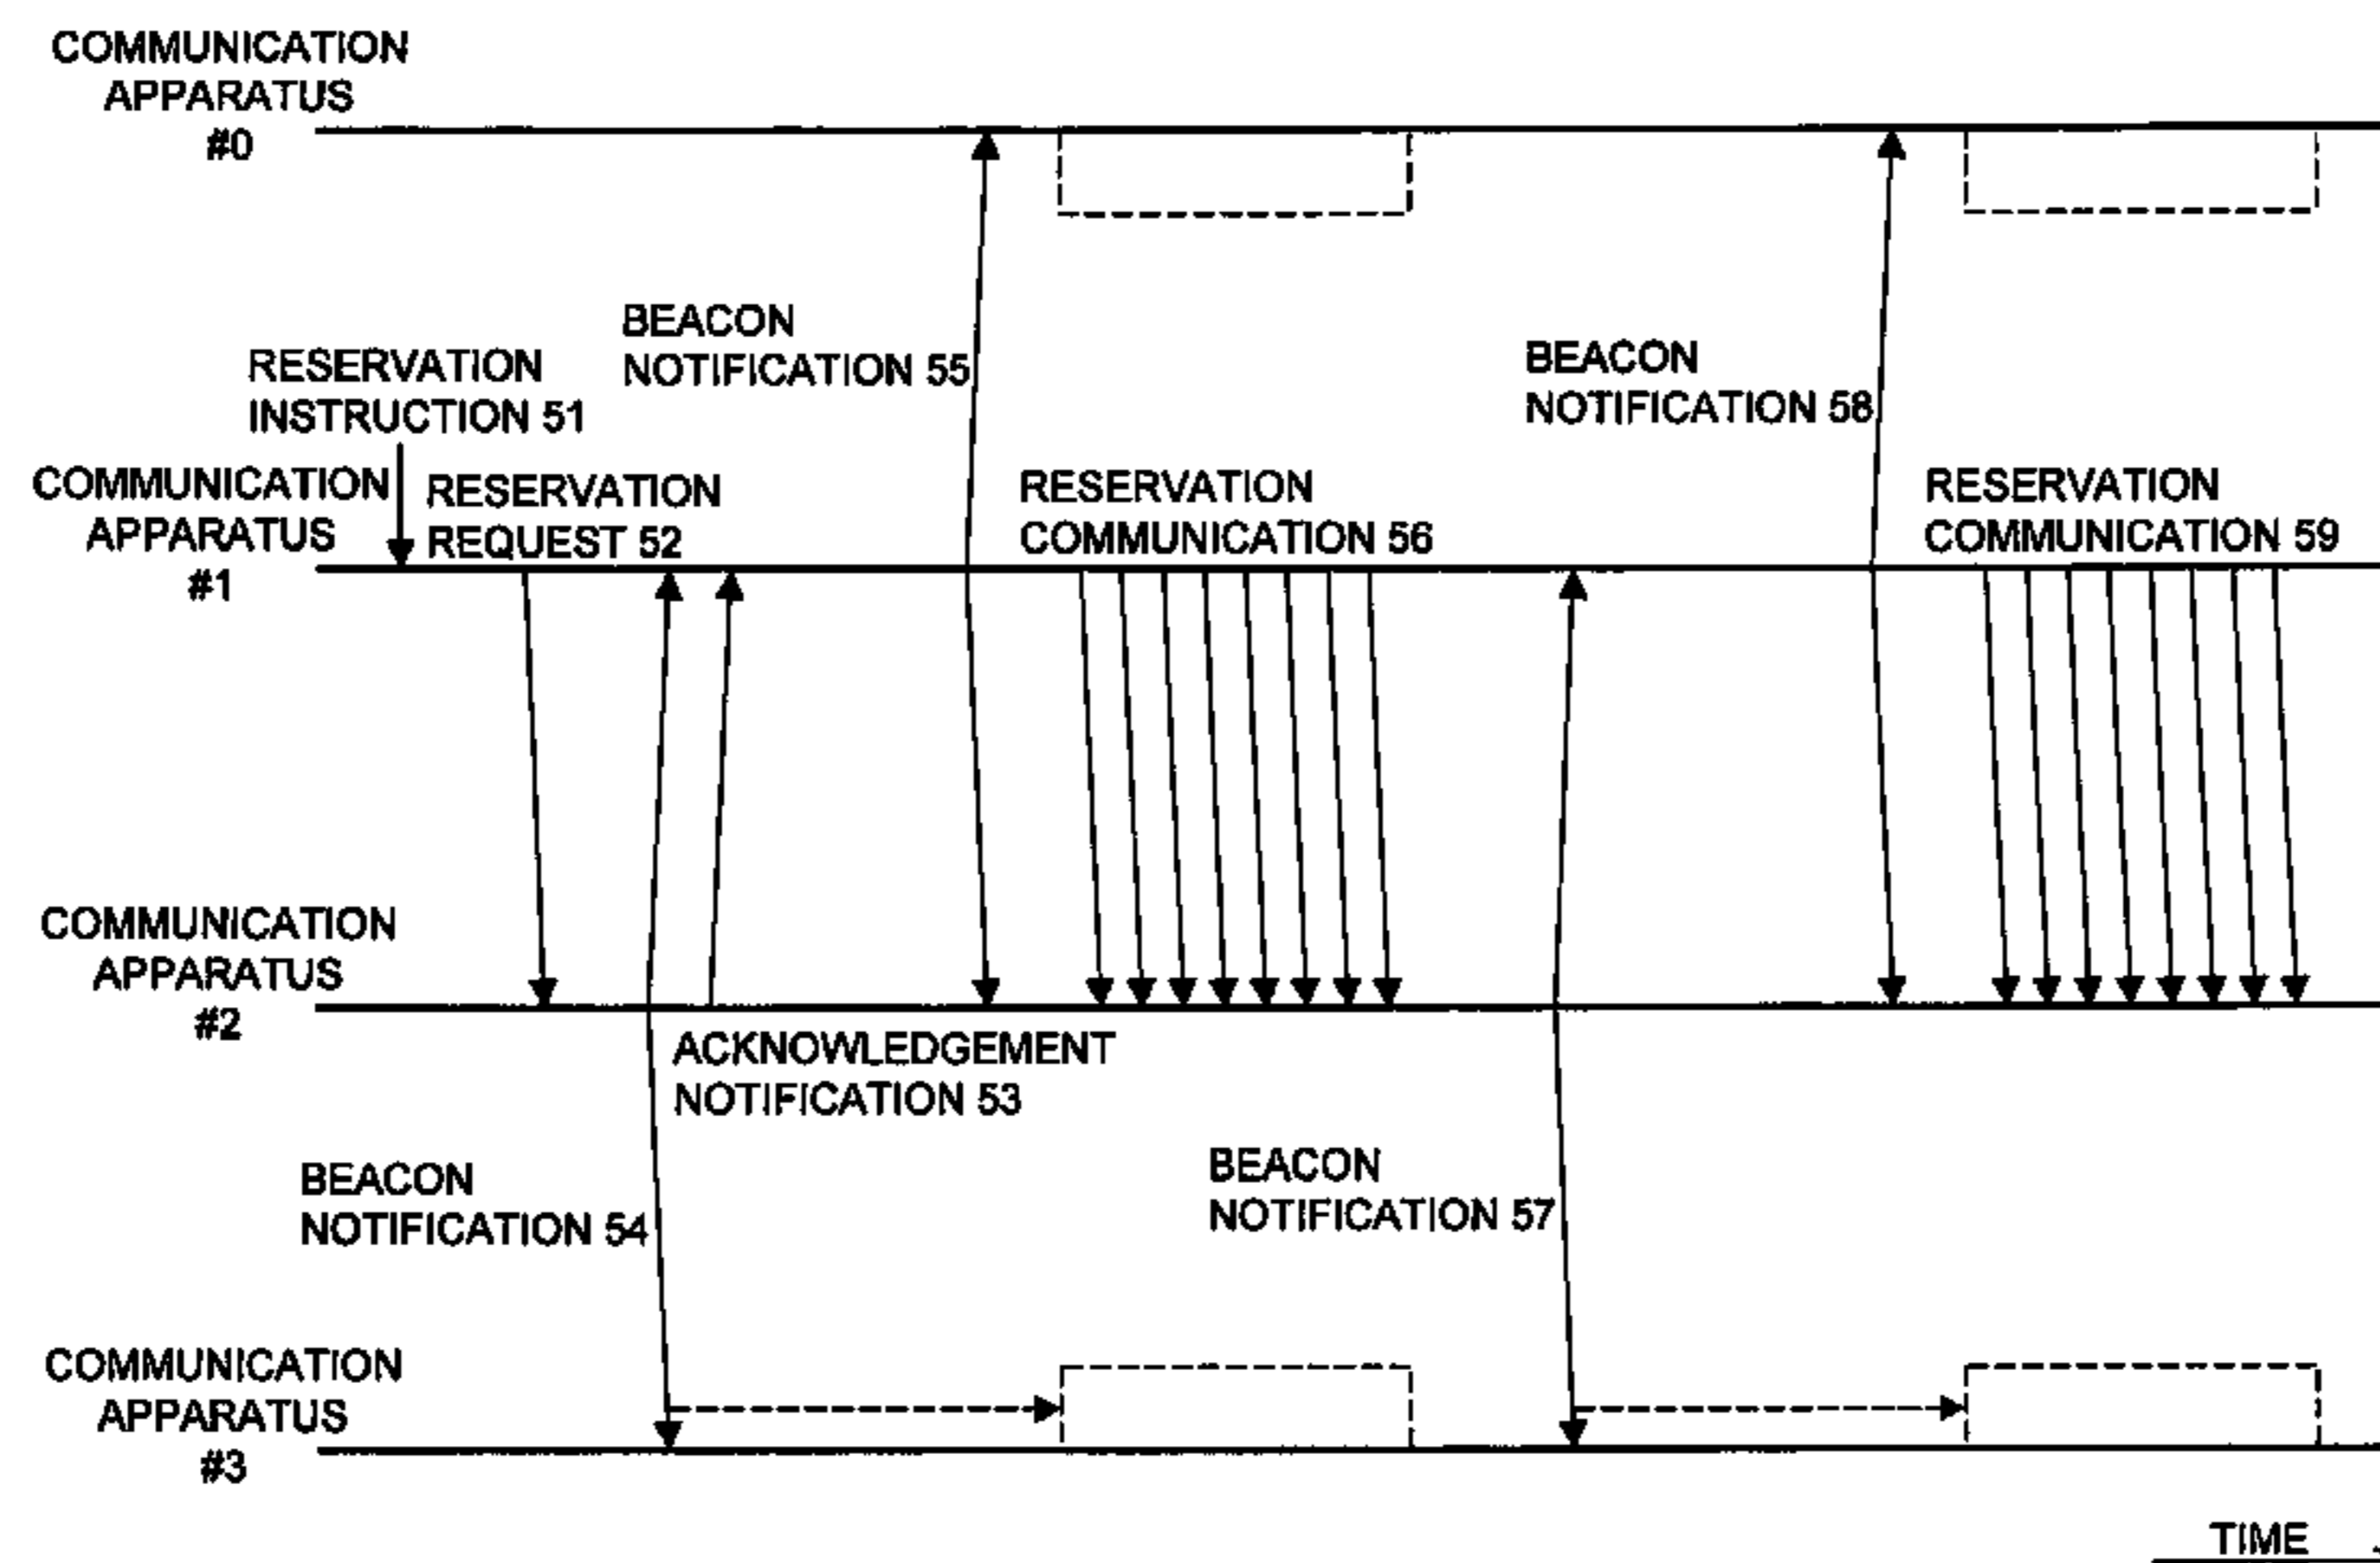 COMMUNICATION
APPARATUS
#0
BEACON
NOTIFICATION 55
BEACON
NOTIFICATION 58
RESERVATION
INSTRUCTION 51
COMMUNICATION
APPARATUS
#1
RESERVATION
REQUEST 52
RESERVATION
COMMUNICATION 56
RESERVATION
COMMUNICATION 59
COMMUNICATION
APPARATUS
#2
ACKNOWLEDGEMENT
NOTIFICATION 53
BEACON
NOTIFICATION 54
BEACON
NOTIFICATION 57
COMMUNICATION
APPARATUS
#3
TIME